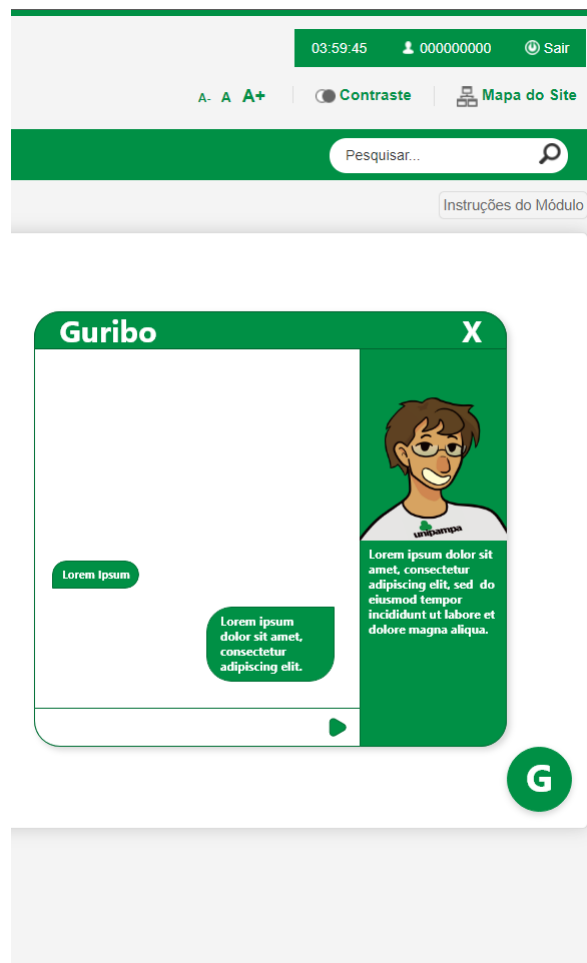 03:59:45 000000000 Sair
A- A A+ Contraste Mapa do Site
Pesquisar...
Instruções do Módulo
Guribo X
unipampa
Lorem ipsum dolor sit
amet, consectetur
adipiscing elit, sed do
eiusmod tempor
incididunt ut labore et
dolore magna aliqua.
Lorem Ipsum
Lorem ipsum
dolor sit amet,
consectetur
adipiscing elit.
G